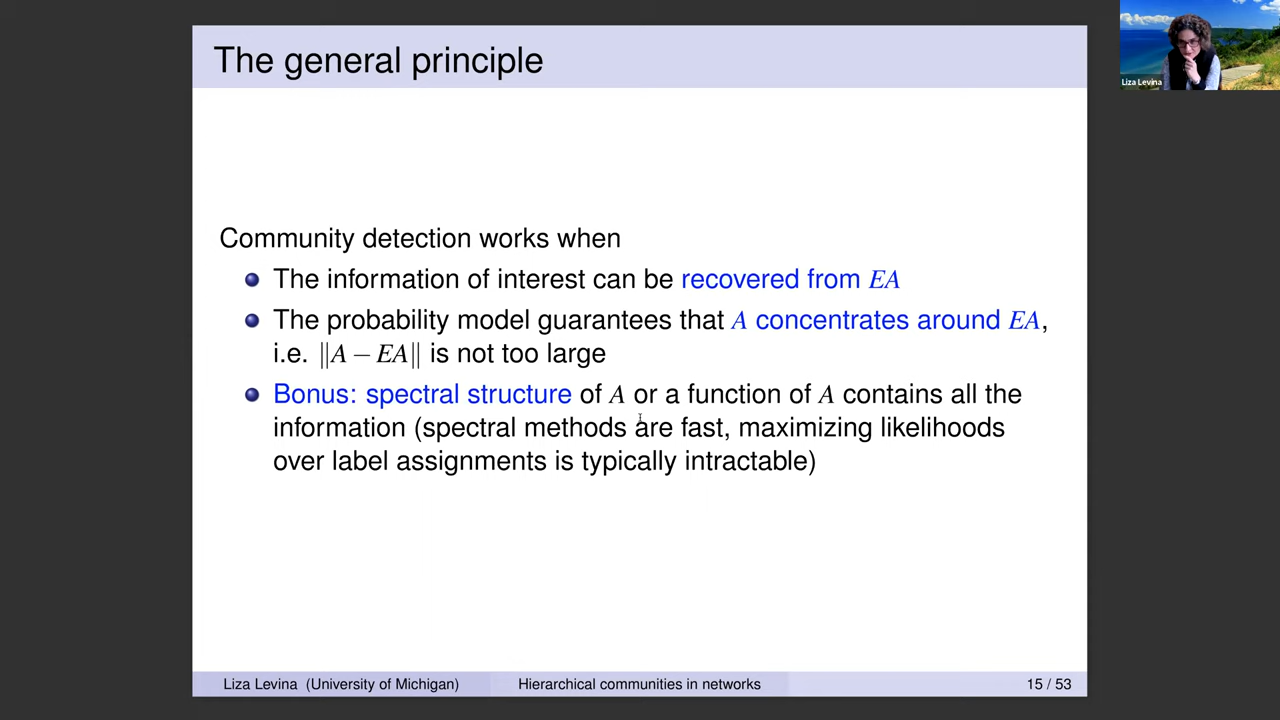 The general principle
Liza Levina
Community detection works when
The information of interest can be recovered from EA
The probability model guarantees that A concentrates around EA,
i.e. ‖A − EA‖ is not too large
Bonus: spectral structure of A or a function of A contains all the
information (spectral methods are fast, maximizing likelihoods
over label assignments is typically intractable)
Liza Levina (University of Michigan) Hierarchical communities in networks 15 / 53